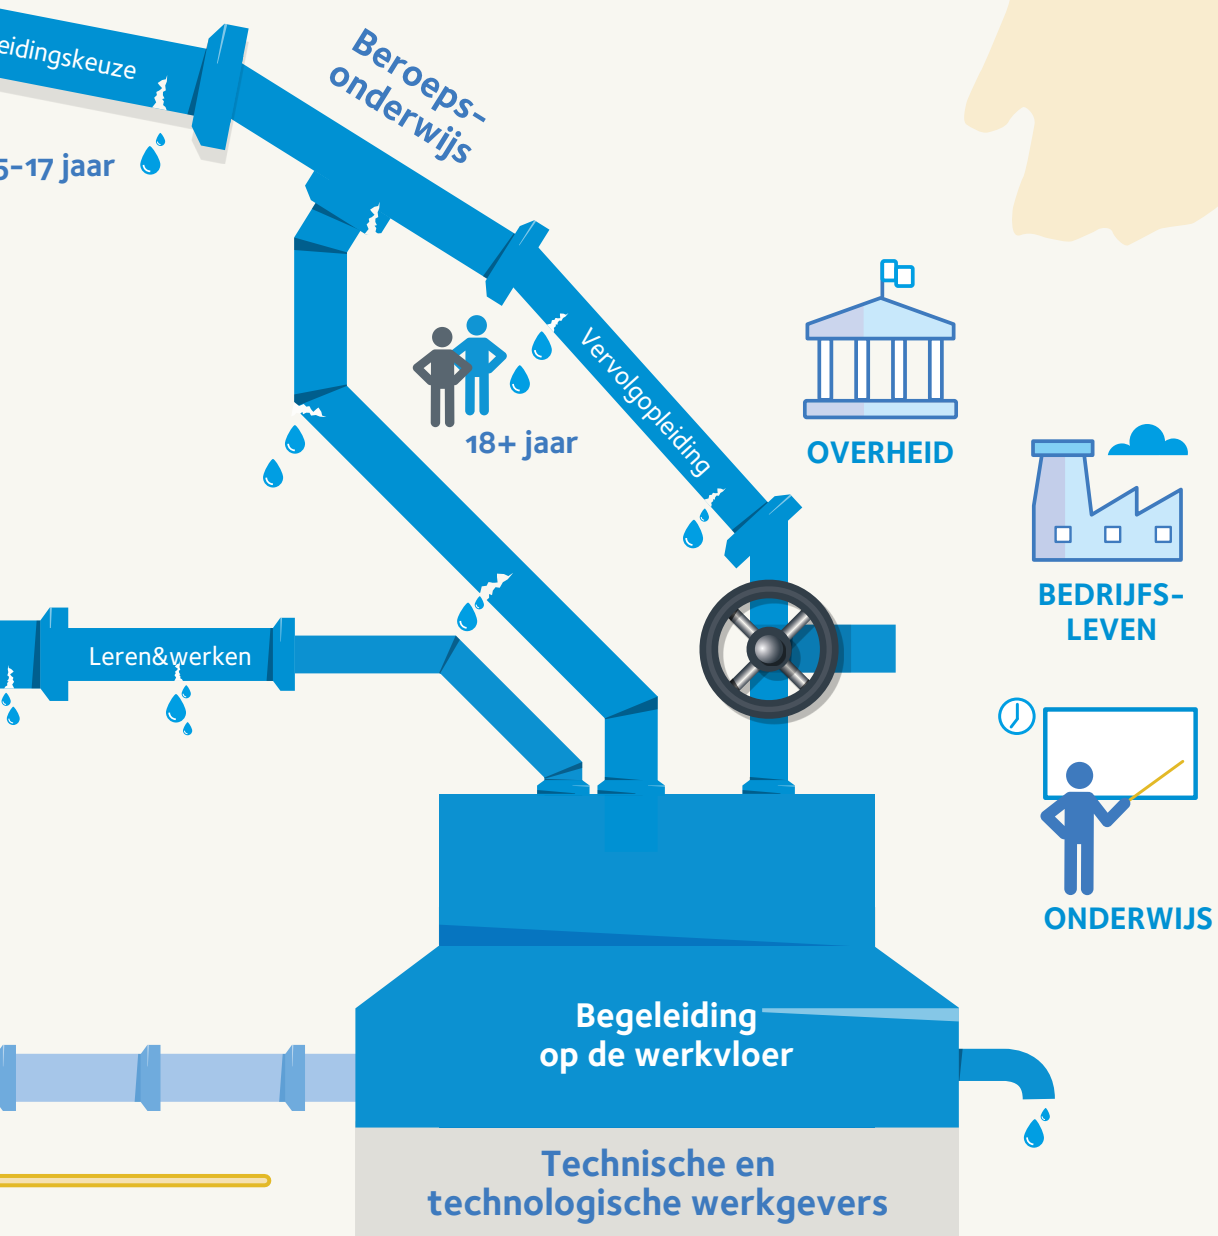 eidingskeuze
Beroeps-
onderwijs
5-17 jaar
Vervolgopleiding
18+ jaar
OVERHEID
BEDRIJFS-
LEVEN
Leren&werken
ONDERWIJS
Begeleiding
op de werkvloer
Technische en
technologische werkgevers